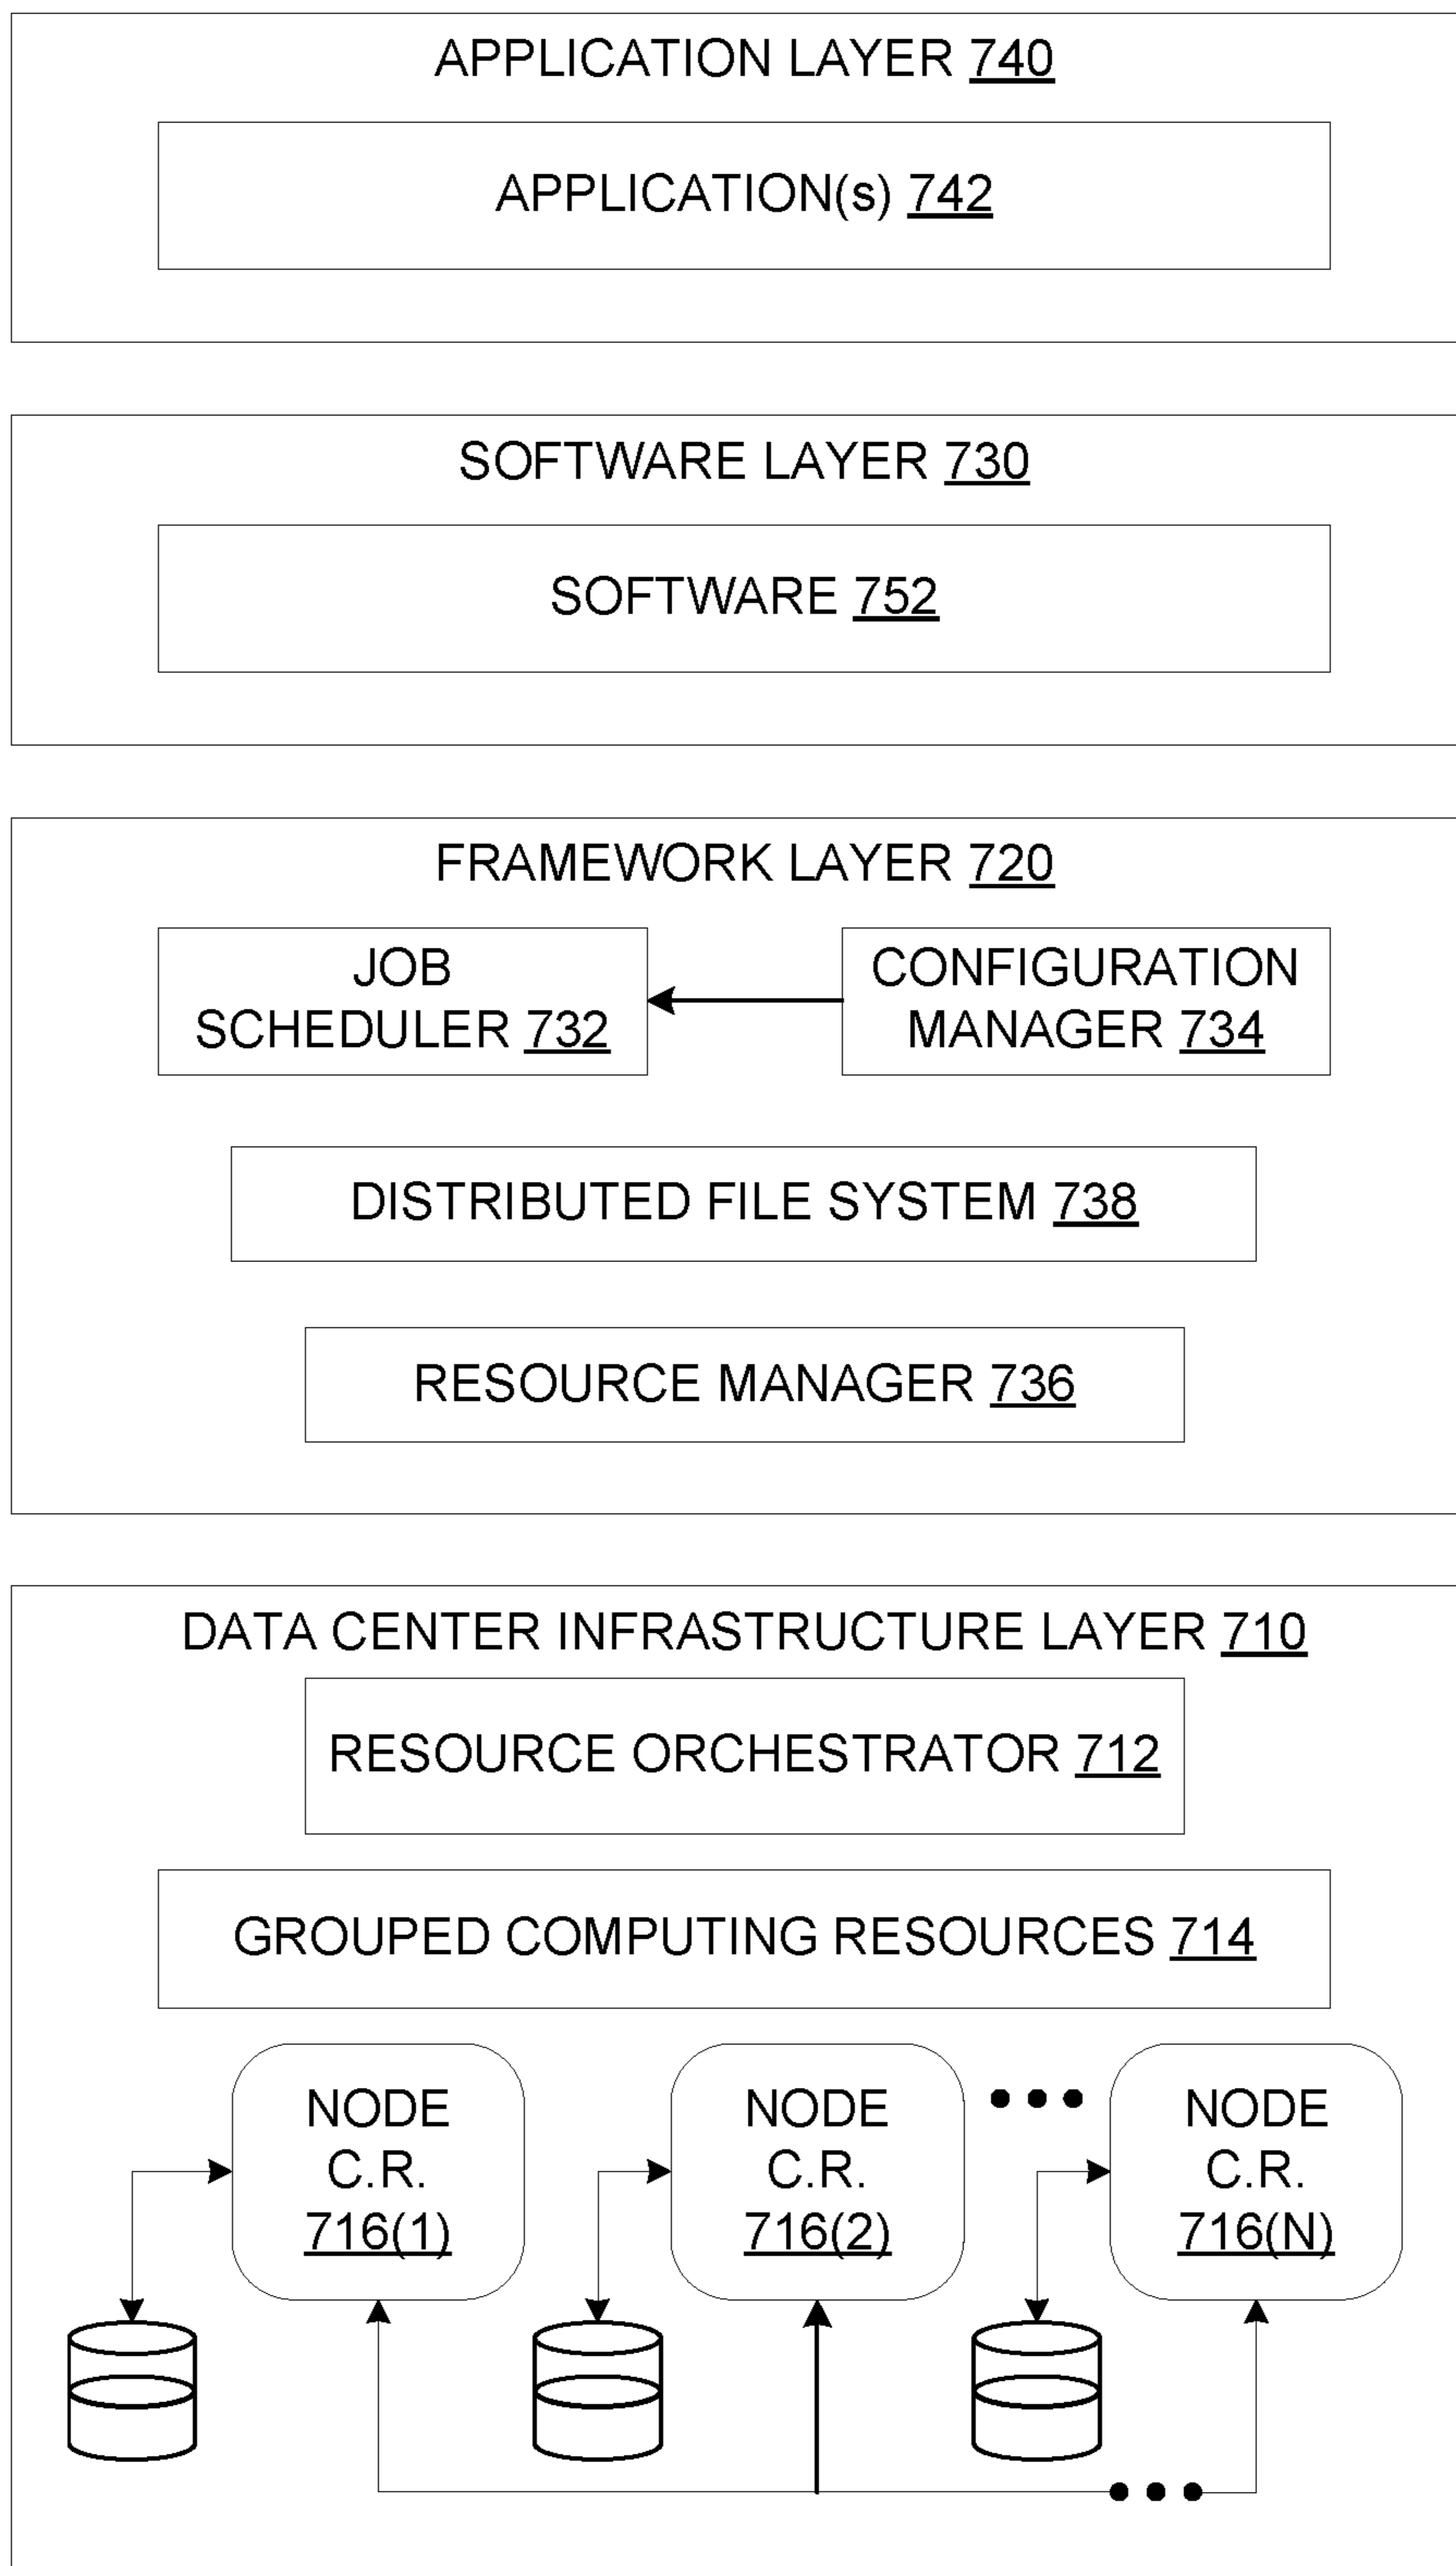 APPLICATION LAYER 740
APPLICATION(s) 742
SOFTWARE LAYER 730
SOFTWARE 752
FRAMEWORK LAYER 720
JOB
SCHEDULER 732
CONFIGURATION
MANAGER 734
DISTRIBUTED FILE SYSTEM 738
RESOURCE MANAGER 736
DATA CENTER INFRASTRUCTURE LAYER 710
RESOURCE ORCHESTRATOR 712
GROUPED COMPUTING RESOURCES 714
NODE
C.R.
716(1)
NODE
C.R.
716(2)
NODE
C.R.
716(N)